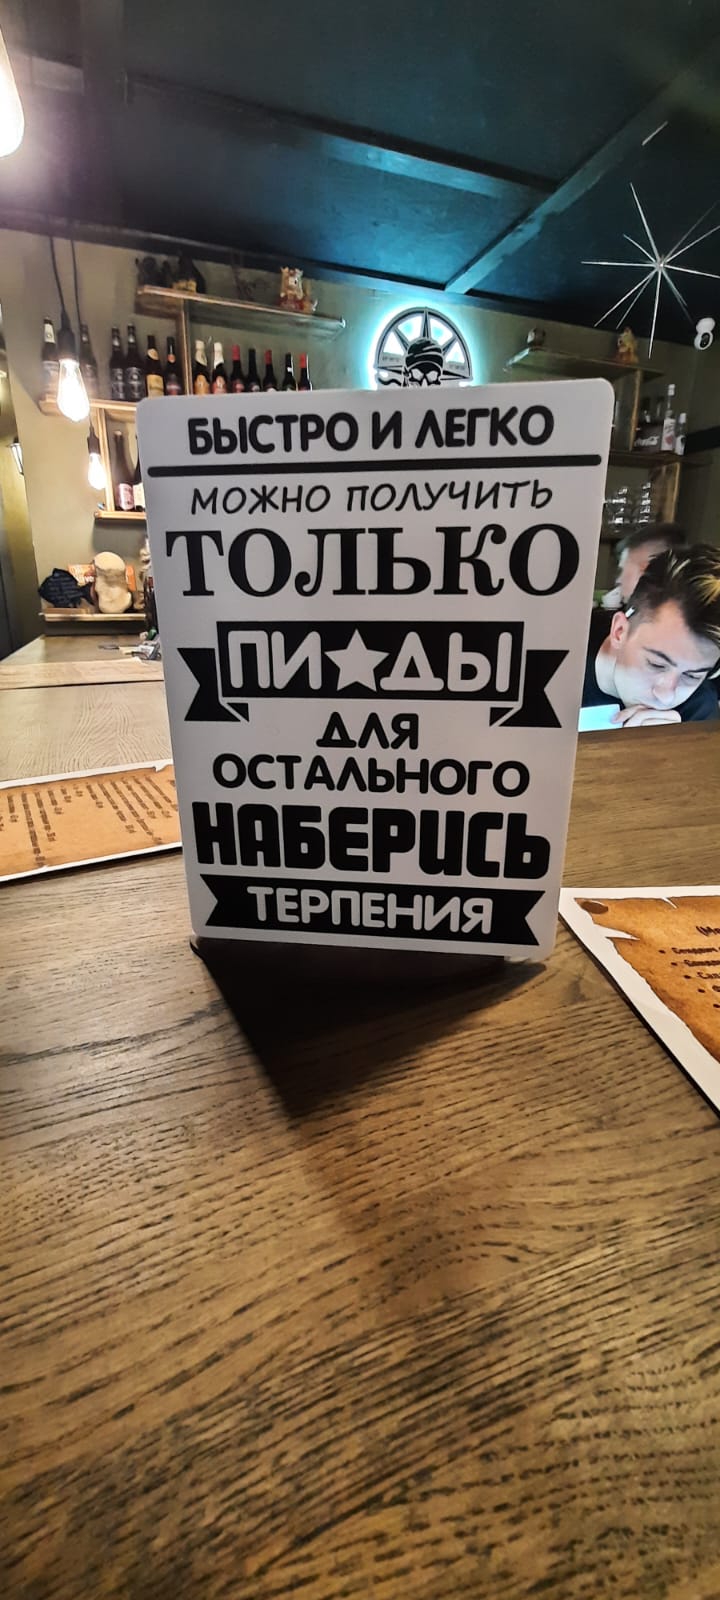 БЫСТРО И ЛЕГКО
МОЖНО ПОЛУЧИТЬ
ТОЛЬКО
ПИ★ДЫ
ДЛЯ
ОСТАЛЬНОГО
НАБЕРИСЬ
ТЕРПЕНИЯ